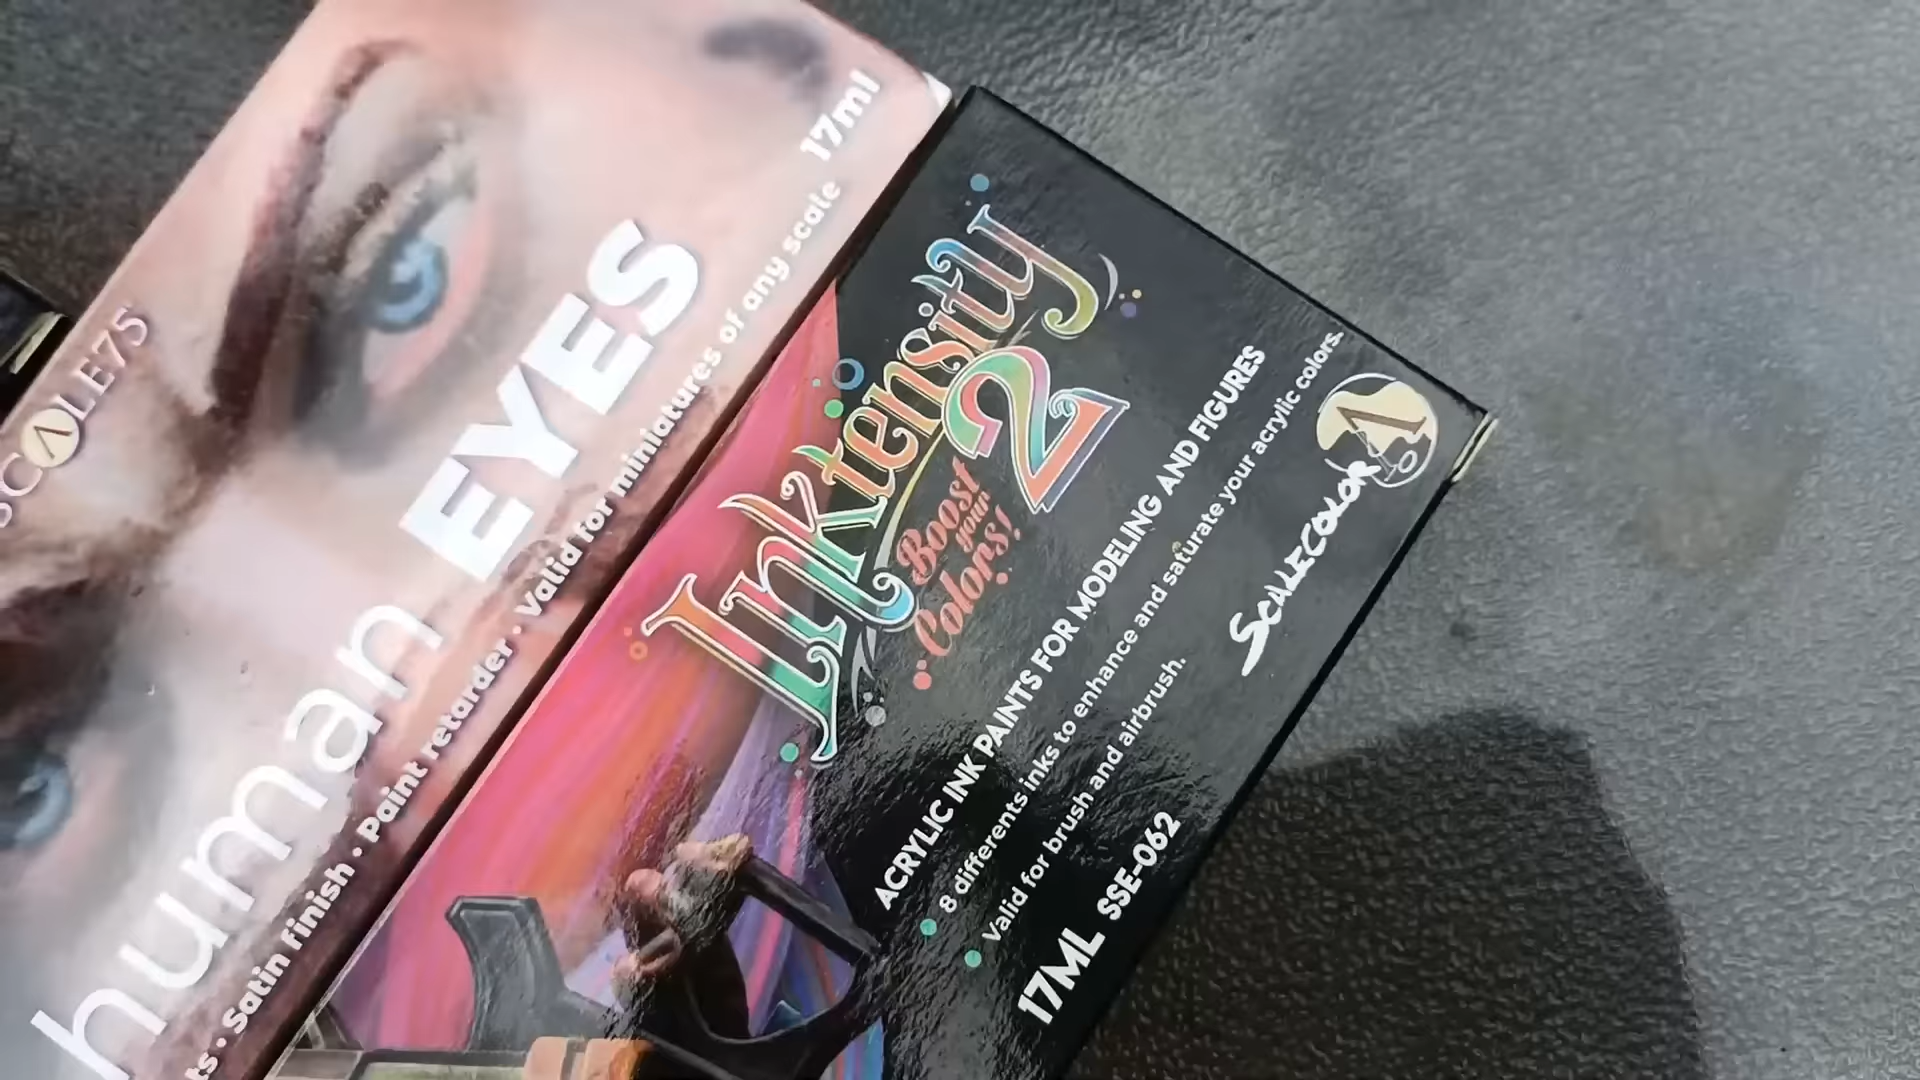 SCALE75
human EYES
Satin finish · Paint retarder · Valid for miniatures of any scale 17ml
Inktensity
2
Boost
your
Colors!
ACRYLIC INK PAINTS FOR MODELING AND FIGURES
8 differents inks to enhance and saturate your acrylic colors.
Valid for brush and airbrush.
17ML SSE-062
SCALECOLOR